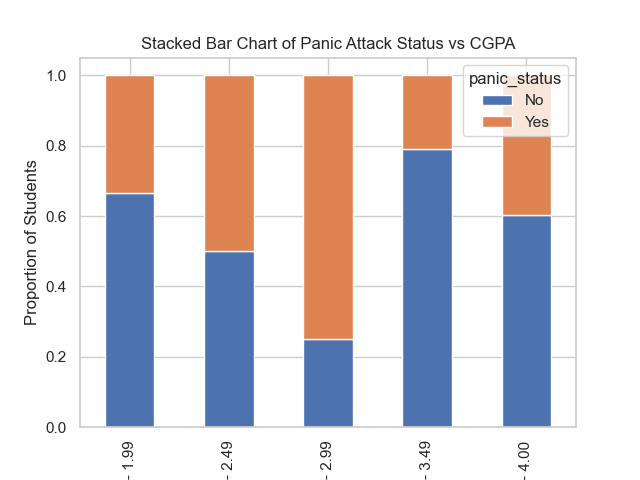 Stacked Bar Chart of Panic Attack Status vs CGPA
panic_status
No
Yes
Proportion of Students
1.0
0.8
0.6
0.4
0.2
0.0
- 1.99
- 2.49
- 2.99
- 3.49
- 4.00